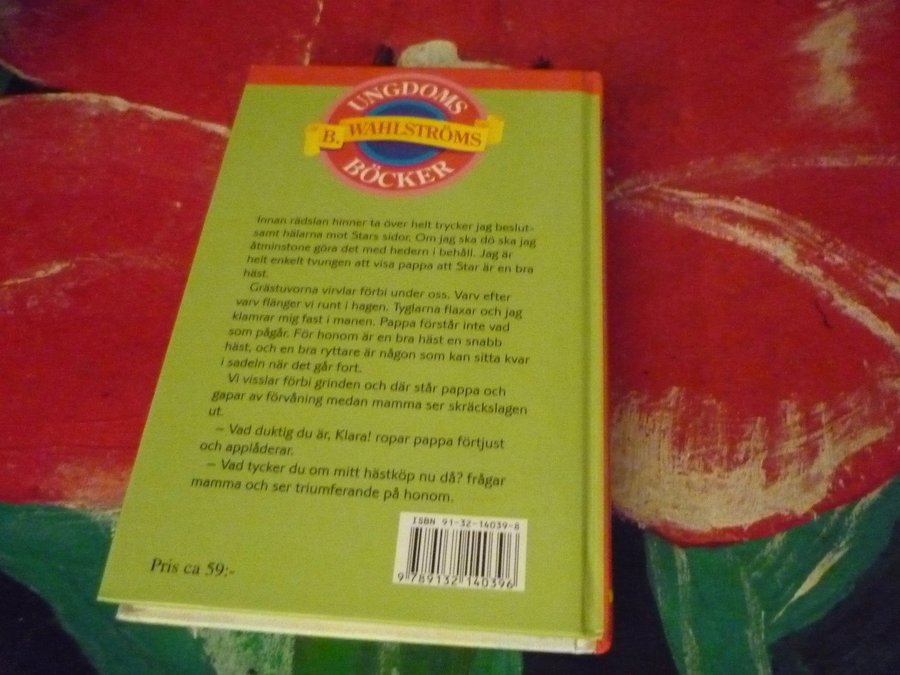 UNGDOMS
B. WAHLSTRÖMS
BÖCKER
Innan rädslan hinner ta över helt trycker jag beslut-
samt hälarna mot Stars sidor. Om jag ska dö ska jag
åtminstone göra det med hedern i behåll. Jag är
helt enkelt tvungen att visa pappa att Star är en bra
häst.
Grästuvorna virvlar förbi under oss. Varv efter
varv flänger vi runt i hagen. Tyglarna flaxar och jag
klamrar mig fast i manen. Pappa förstår inte vad
som pågår. För honom är en bra häst en snabb
häst, och en bra ryttare är någon som kan sitta kvar
i sadeln när det går fort.
Vi visslar förbi grinden och där står pappa och
gapar av förvåning medan mamma ser skräckslagen
ut.
– Vad duktig du är, Klara! ropar pappa förtjust
och applåderar.
– Vad tycker du om mitt hästköp nu då? frågar
mamma och ser triumferande på honom.
ISBN 91-32-14039-8
9 789132 140396
Pris ca 59:-